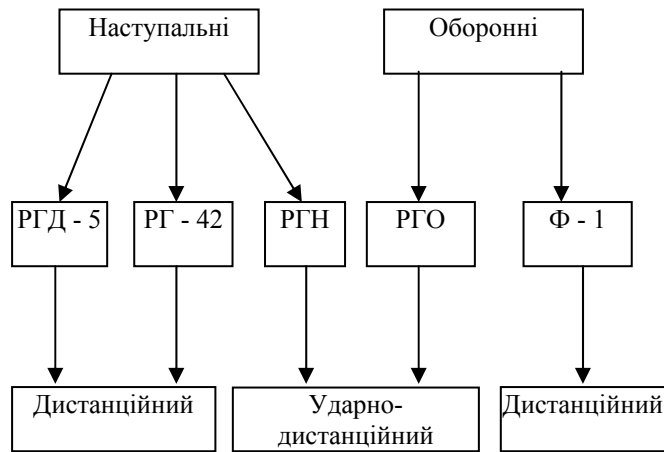 Наступальні
Оборонні
РГД - 5
РГ - 42
РГН
РГО
Ф - 1
Дистанційний
Ударно-
дистанційний
Дистанційний